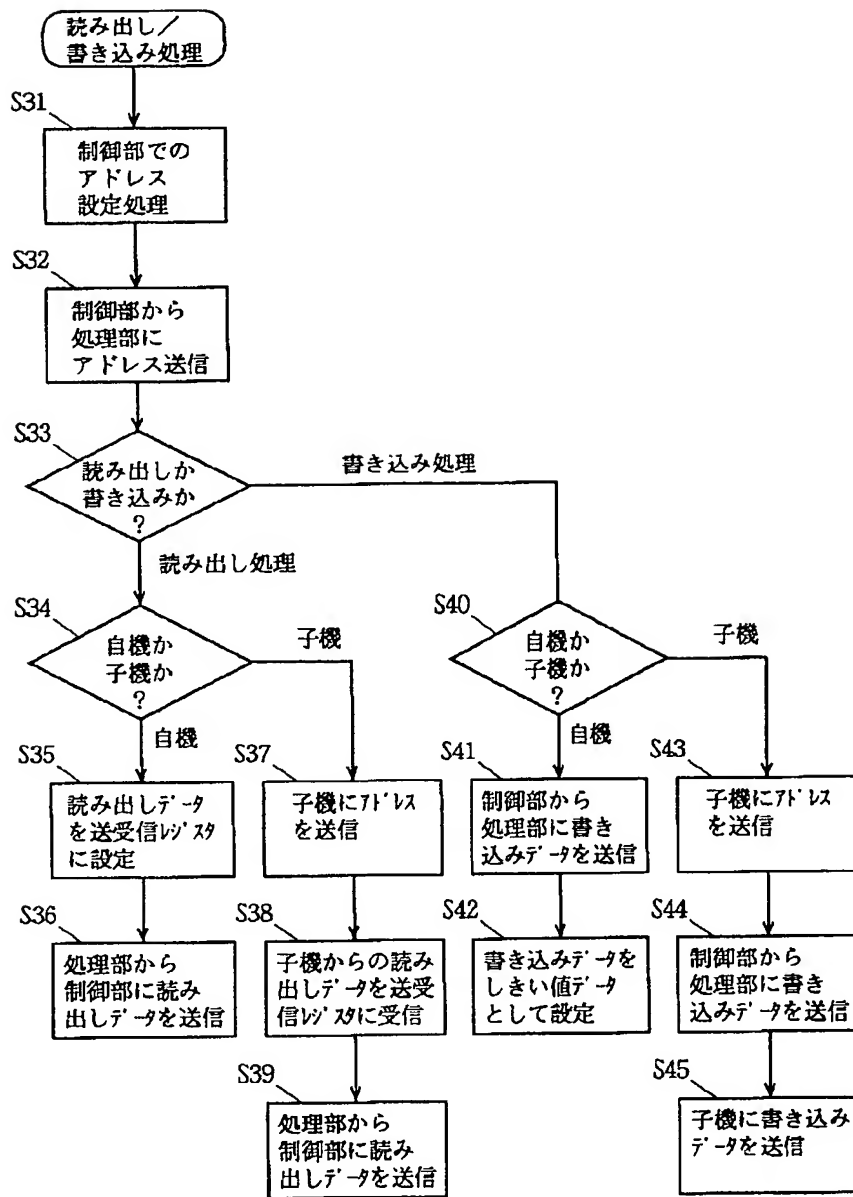 読み出し／
書き込み処理
S31
制御部での
アドレス
設定処理
S32
制御部から
処理部に
アドレス送信
S33
読み出しか
書き込みか
?
書き込み処理
読み出し処理
S34
自機か
子機か
?
子機
自機
S40
自機か
子機か
?
子機
自機
S35
読み出しデータ
を送受信レジスタ
に設定
S37
子機にアドレス
を送信
S41
制御部から
処理部に書き
込みデータを送信
S43
子機にアドレス
を送信
S36
処理部から
制御部に読み
出しデータを送信
S38
子機からの読み
出しデータを送受
信レジスタに受信
S42
書き込みデータを
しきい値データ
として設定
S44
制御部から
処理部に書き
込みデータを送信
S39
処理部から
制御部に読み
出しデータを送信
S45
子機に書き込み
データを送信